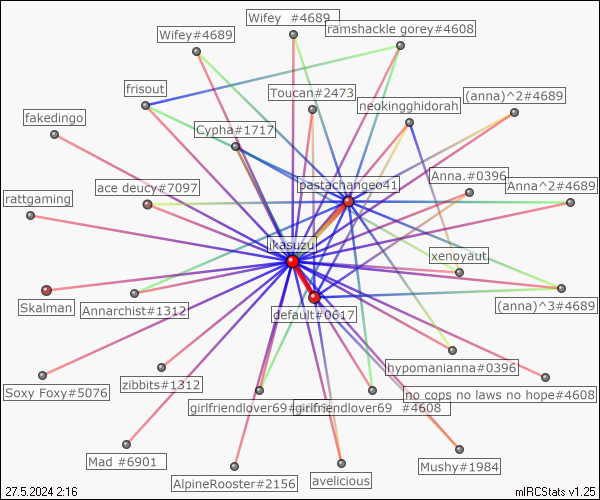 Wifey #4689
ramshackle gorey#4608
Wifey#4689
frisout
Toucan#2473
(anna)^2#4689
neokingghidorah
fakedingo
Cypha#1717
pastachangeo41
Anna.#0396
ace deucy#7097
Anna^2#4689
rattgaming
ikasuzu
xenoyaut
Skalman
Annarchist#1312
default#0617
(anna)^3#4689
hypomanianna#0396
zibbits#1312
Soxy Foxy#5076
no cops no laws no hope#4608
girlfriendlover69
girlfriendlover69 #4608
Mad #6901
Mushy#1984
AlpineRooster#2156
avelicious
27.5.2024 2:16
mIRCStats v1.25